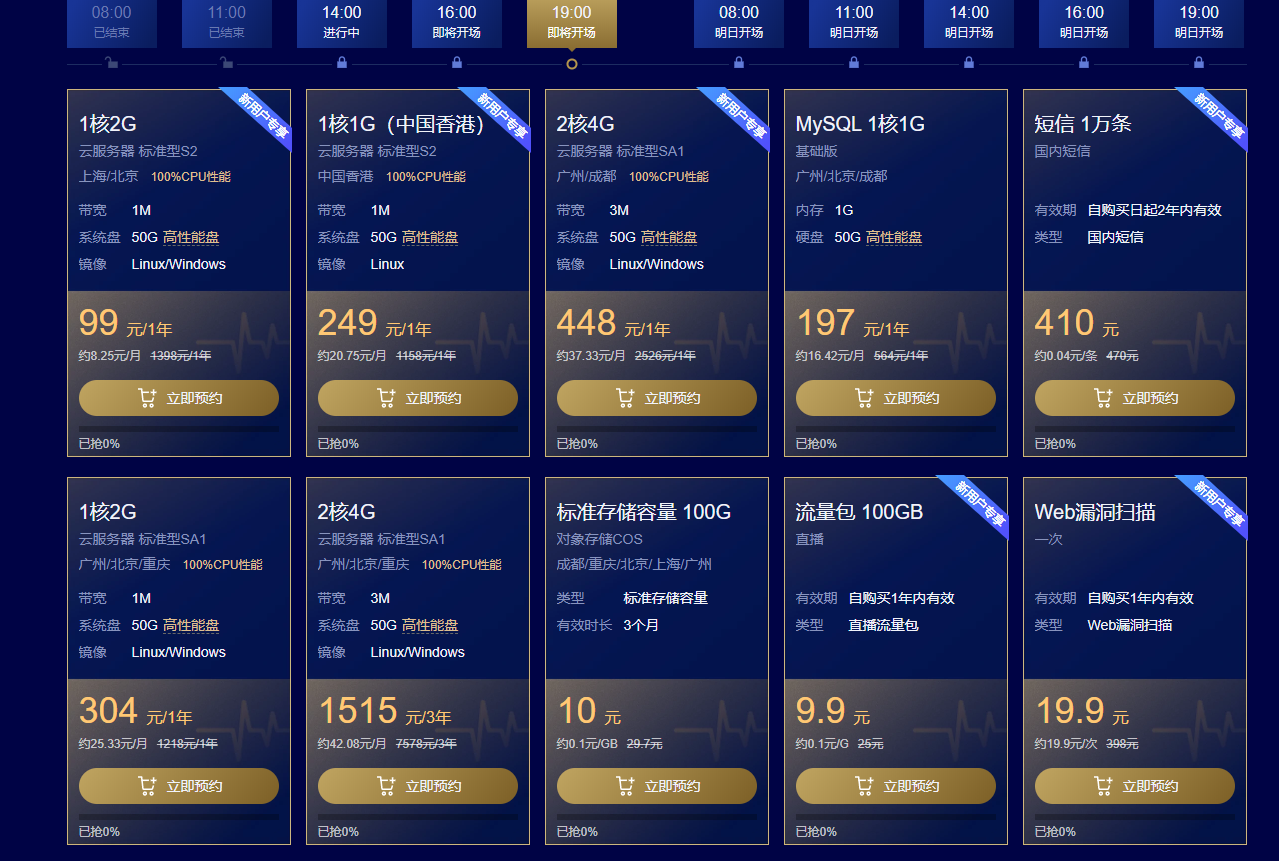 08:00
已结束
11:00
已结束
14:00
进行中
16:00
即将开场
19:00
即将开场
08:00
明日开场
11:00
明日开场
14:00
明日开场
16:00
明日开场
19:00
明日开场
新用户专享
1核2G
云服务器 标准型S2
上海/北京 100%CPU性能
带宽 1M
系统盘 50G 高性能盘
镜像 Linux/Windows
99 元/1年
约8.25元/月 1398元/1年
立即预约
已抢0%
新用户专享
1核1G（中国香港）
云服务器 标准型S2
中国香港 100%CPU性能
带宽 1M
系统盘 50G 高性能盘
镜像 Linux
249 元/1年
约20.75元/月 1158元/1年
立即预约
已抢0%
新用户专享
2核4G
云服务器 标准型SA1
广州/成都 100%CPU性能
带宽 3M
系统盘 50G 高性能盘
镜像 Linux/Windows
448 元/1年
约37.33元/月 2526元/1年
立即预约
已抢0%
MySQL 1核1G
基础版
广州/北京/成都
内存 1G
硬盘 50G 高性能盘
197 元/1年
约16.42元/月 564元/1年
立即预约
已抢0%
新用户专享
短信 1万条
国内短信
有效期 自购买日起2年内有效
类型 国内短信
410 元
约0.04元/条 470元
立即预约
已抢0%
1核2G
云服务器 标准型SA1
广州/北京/重庆 100%CPU性能
带宽 1M
系统盘 50G 高性能盘
镜像 Linux/Windows
304 元/1年
约25.33元/月 1218元/1年
立即预约
已抢0%
2核4G
云服务器 标准型SA1
广州/北京/重庆 100%CPU性能
带宽 3M
系统盘 50G 高性能盘
镜像 Linux/Windows
1515 元/3年
约42.08元/月 7578元/3年
立即预约
已抢0%
标准存储容量 100G
对象存储COS
成都/重庆/北京/上海/广州
类型 标准存储容量
有效时长 3个月
10 元
约0.1元/GB 29.7元
立即预约
已抢0%
新用户专享
流量包 100GB
直播
有效期 自购买1年内有效
类型 直播流量包
9.9 元
约0.1元/G 25元
立即预约
已抢0%
新用户专享
Web漏洞扫描
一次
有效期 自购买1年内有效
类型 Web漏洞扫描
19.9 元
约19.9元/次 398元
立即预约
已抢0%